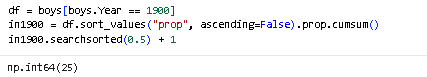 df = boys[boys.Year == 1900]
in1900 = df.sort_values("prop", ascending=False).prop.cumsum()
in1900.searchsorted(0.5) + 1
np.int64(25)